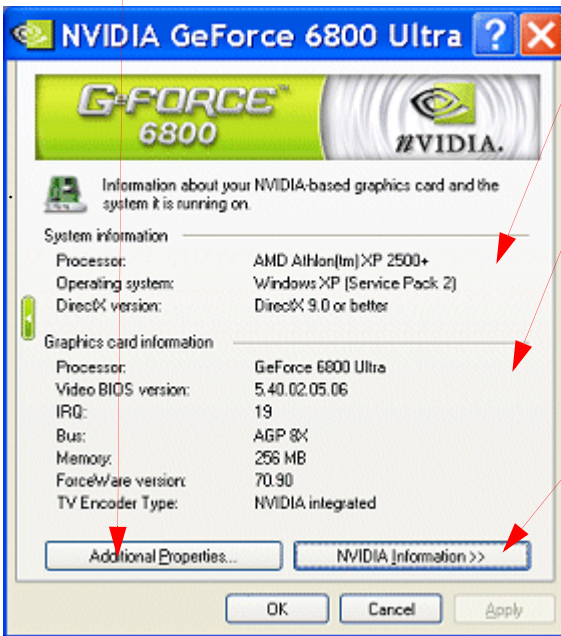 NVIDIA GeForce 6800 Ultra
G-FORCE™
6800
nVIDIA.
Information about your NVIDIA-based graphics card and the
system it is running on.
System information
Processor: AMD Athlon(tm) XP 2500+
Operating system: Windows XP (Service Pack 2)
DirectX version: DirectX 9.0 or better
Graphics card information
Processor: GeForce 6800 Ultra
Video BIOS version: 5.40.02.05.06
IRQ: 19
Bus: AGP 8X
Memory: 256 MB
ForceWare version: 70.90
TV Encoder Type: NVIDIA integrated
Additional Properties... NVIDIA Information >>
OK Cancel Apply